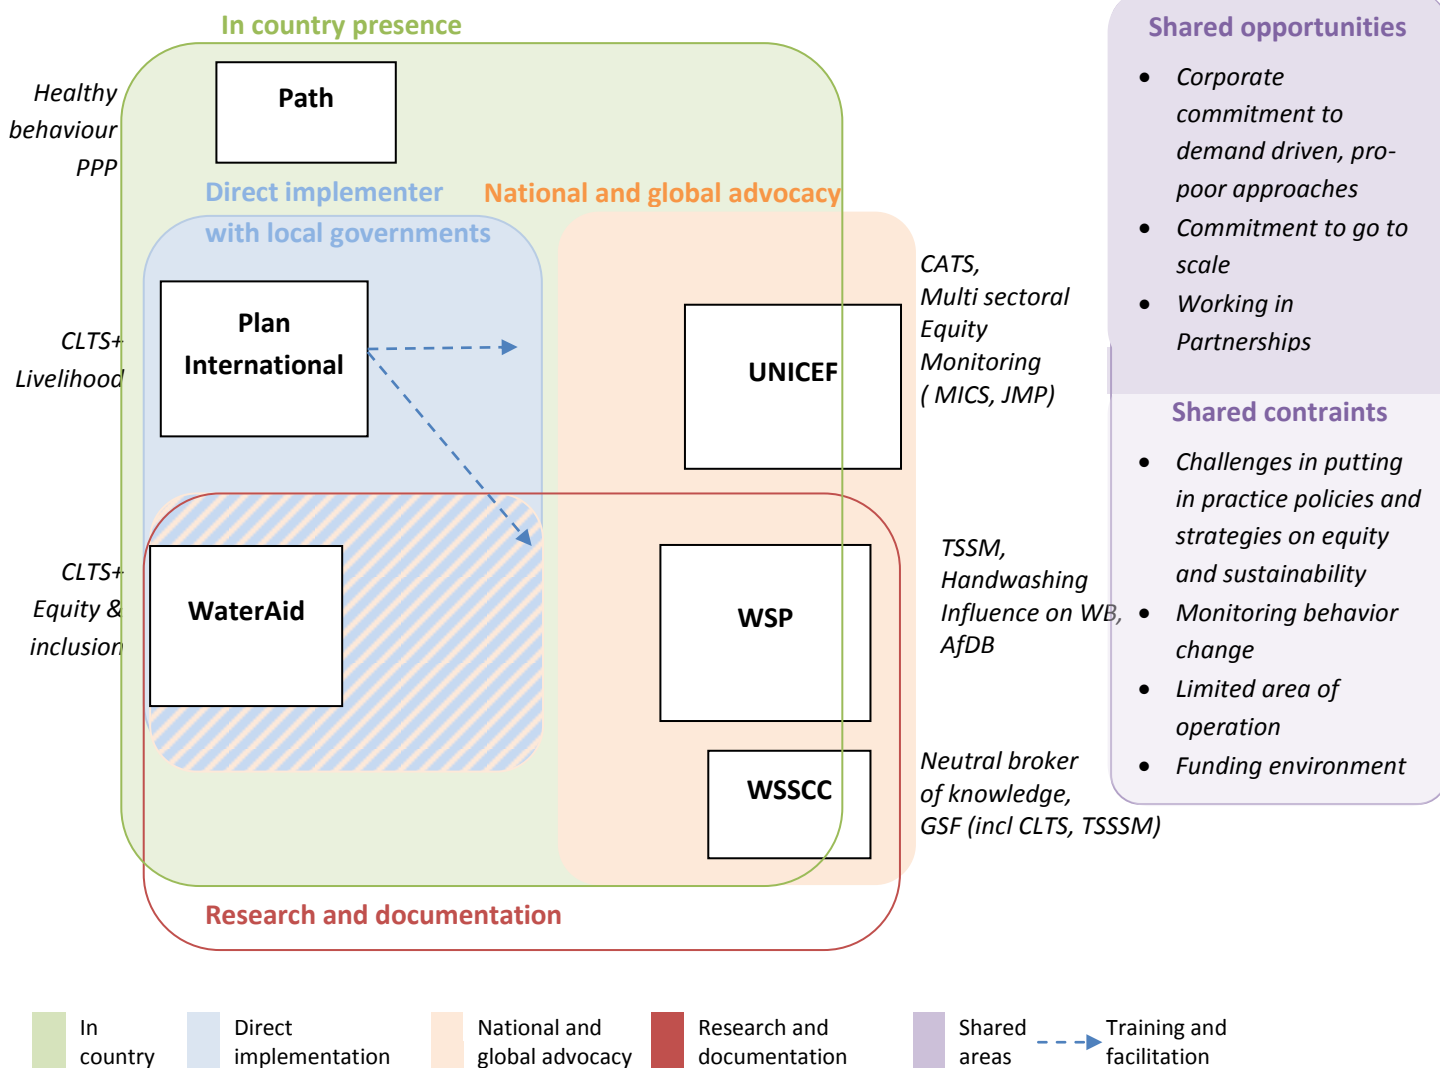 In country presence
Healthy
behaviour
PPP
Path
Direct implementer
with local governments
National and global advocacy
CLTS+
Livelihood
Plan
International
UNICEF
CATS,
Multi sectoral
Equity
Monitoring
( MICS, JMP)
CLTS+
Equity &
inclusion
WaterAid
WSP
TSSM,
Handwashing
Influence on WB,
AfDB
WSSCC
Neutral broker
of knowledge,
GSF (incl CLTS, TSSSM)
Research and documentation
Shared opportunities
• Corporate
commitment to
demand driven, pro-
poor approaches
• Commitment to go to
scale
• Working in
Partnerships
Shared contraints
• Challenges in putting
in practice policies and
strategies on equity
and sustainability
• Monitoring behavior
change
• Limited area of
operation
• Funding environment
In
country
Direct
implementation
National and
global advocacy
Research and
documentation
Shared
areas
Training and
facilitation